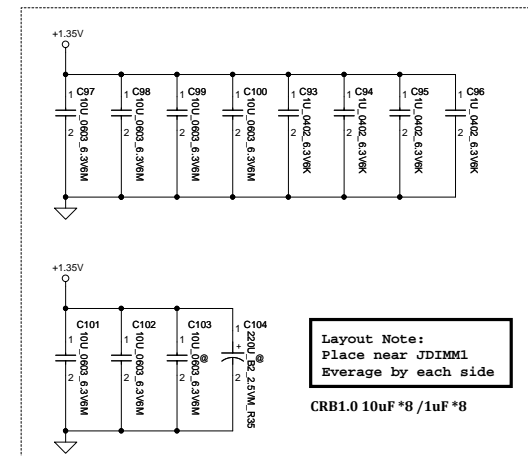 +1.35V
C97
1
10U_0603_6.3V6M
2
C98
1
10U_0603_6.3V6M
2
C99
1
10U_0603_6.3V6M
2
C100
1
10U_0603_6.3V6M
2
C93
1
1U_0402_6.3V6K
2
C94
1
1U_0402_6.3V6K
2
C95
1
1U_0402_6.3V6K
2
C96
1
1U_0402_6.3V6K
2
+1.35V
C101
1
10U_0603_6.3V6M
2
C102
1
10U_0603_6.3V6M
2
C103
1
10U_0603_6.3V6M
@
2
C104
1
+
220U_B2_2.5VM_R35
@
2
Layout Note:
Place near JDIMM1
Everage by each side
CRB1.0 10uF *8 /1uF *8